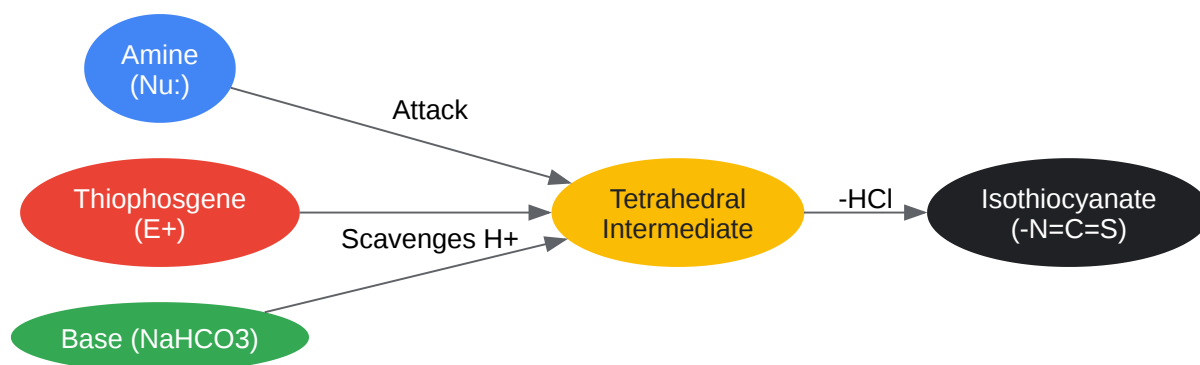 Amine
(Nu:)
Attack
Thiophosgene
(E+)
Scavenges H+
Base (NaHCO3)
Tetrahedral
Intermediate
-HCl
Isothiocyanate
(-N=C=S)